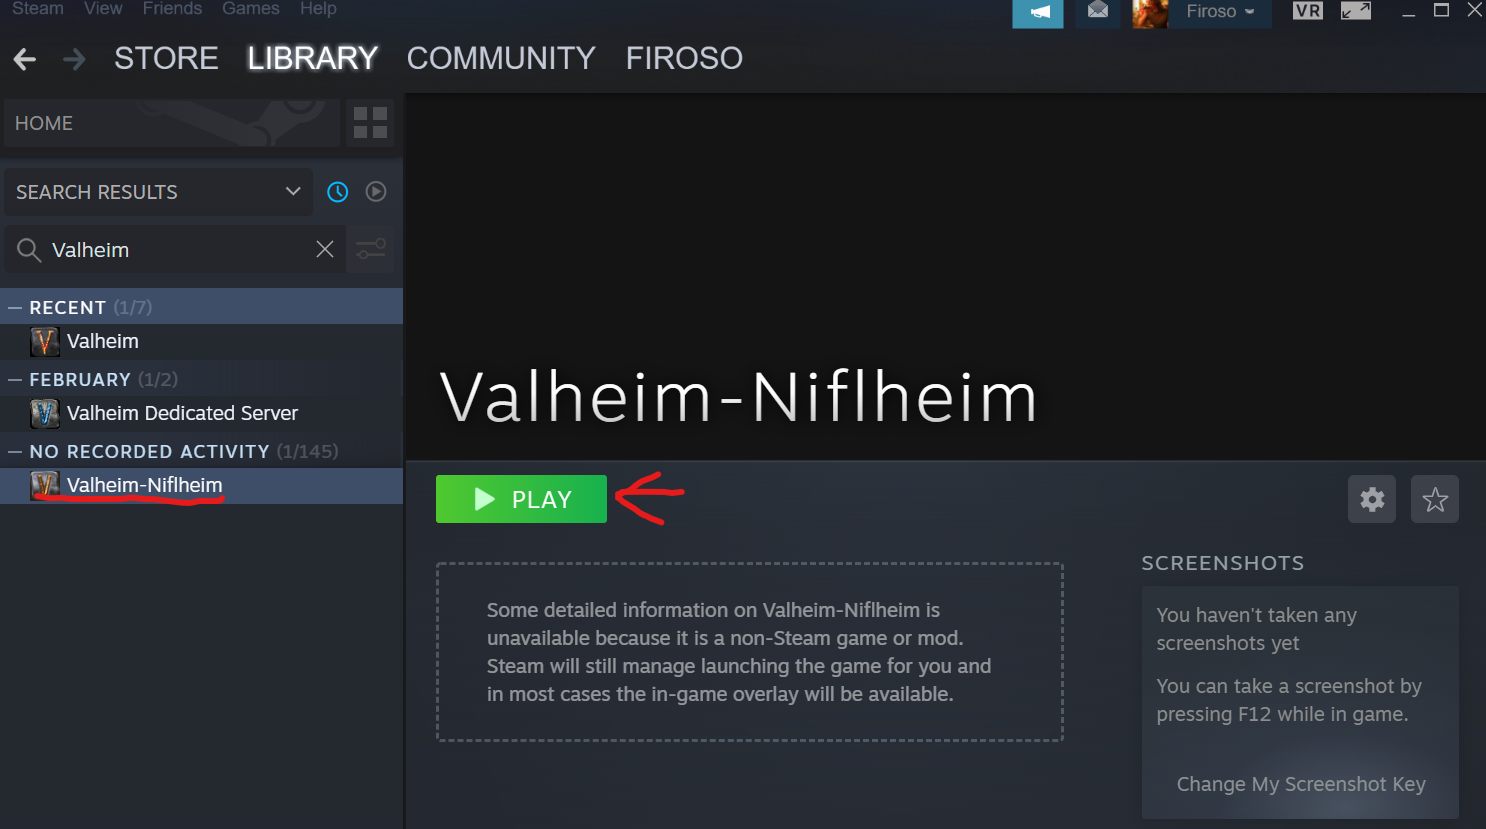 Steam View Friends Games Help
Firoso
VR
STORE LIBRARY COMMUNITY FIROSO
HOME
SEARCH RESULTS
Valheim
— RECENT (1/7)
Valheim
— FEBRUARY (1/2)
Valheim Dedicated Server
— NO RECORDED ACTIVITY (1/145)
Valheim-Niflheim
Valheim-Niflheim
PLAY
Some detailed information on Valheim-Niflheim is
unavailable because it is a non-Steam game or mod.
Steam will still manage launching the game for you and
in most cases the in-game overlay will be available.
SCREENSHOTS
You haven't taken any
screenshots yet
You can take a screenshot by
pressing F12 while in game.
Change My Screenshot Key